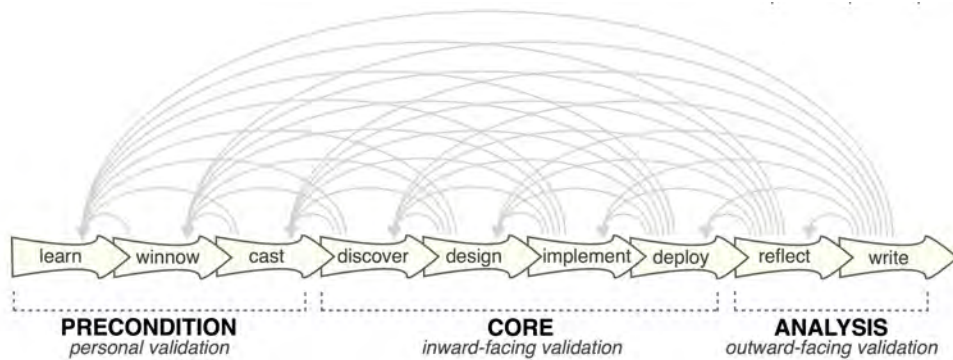 learn winnow cast discover design implement deploy reflect write
PRECONDITION CORE ANALYSIS
personal validation inward-facing validation outward-facing validation